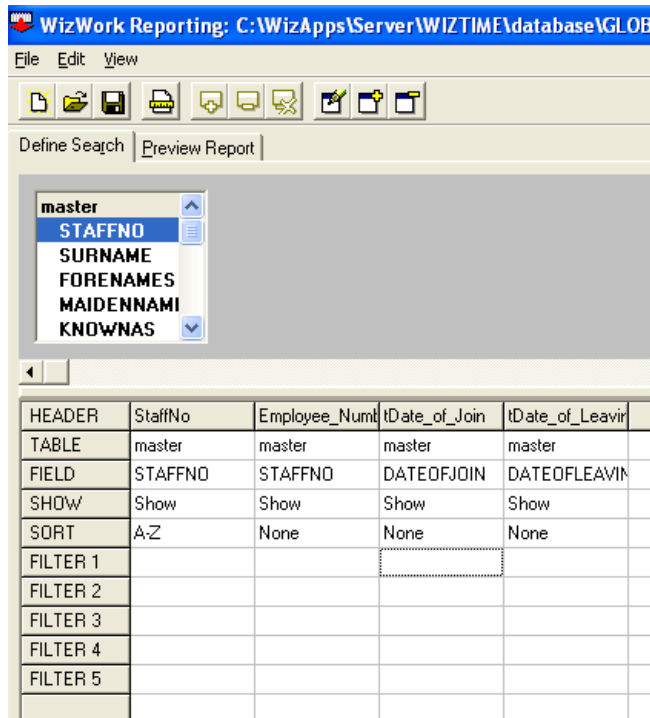 WizWork Reporting: C:\WizApps\Server\WIZTIME\database\GLOB
File Edit View
Define Search Preview Report
master
STAFFNO
SURNAME
FORENAMES
MAIDENNAMI
KNOWNAS
HEADER StaffNo Employee_Numb tDate_of_Join tDate_of_Leavin
TABLE master master master master
FIELD STAFFNO STAFFNO DATEOFJOIN DATEOFLEAVIN
SHOW Show Show Show Show
SORT A-Z None None None
FILTER 1
FILTER 2
FILTER 3
FILTER 4
FILTER 5